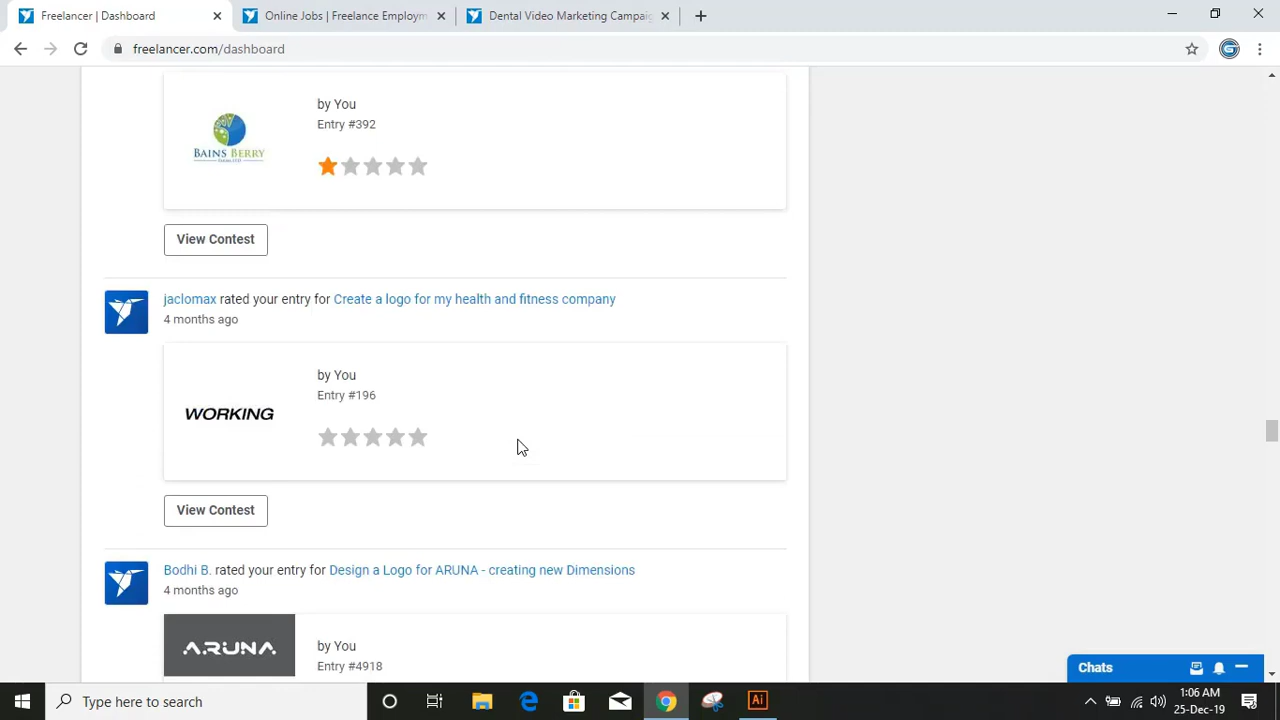 Freelancer | Dashboard
Online Jobs | Freelance Employm
Dental Video Marketing Campaig
freelancer.com/dashboard
BAINS BERRY
by You
Entry #392
View Contest
jaclomax rated your entry for Create a logo for my health and fitness company
4 months ago
WORKING
by You
Entry #196
View Contest
Bodhi B. rated your entry for Design a Logo for ARUNA - creating new Dimensions
4 months ago
ARUNA
by You
Entry #4918
Chats
Type here to search
Ai
1:06 AM
25-Dec-19